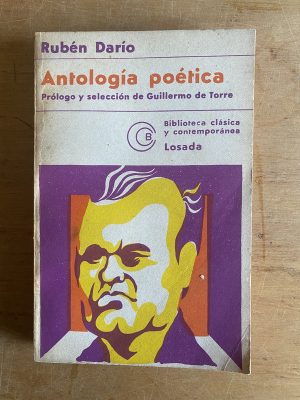 Rubén Darío
Antología poética
Prólogo y selección de Guillermo de Torre
B
Biblioteca clásica
y contemporánea
Losada